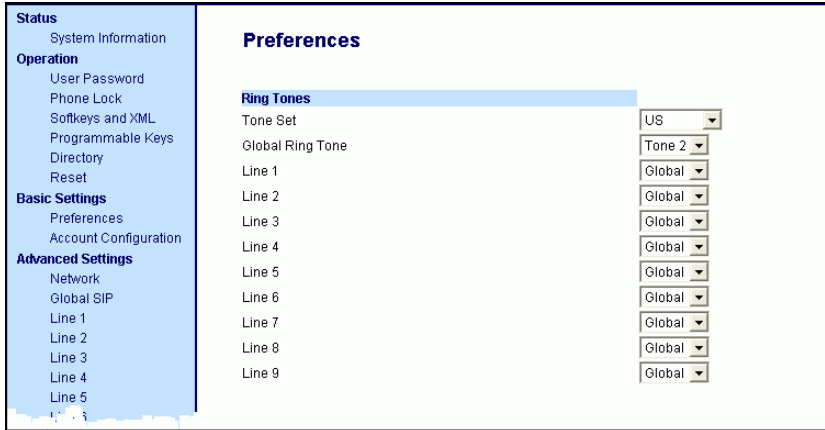 Status
System Information
Operation
User Password
Phone Lock
Softkeys and XML
Programmable Keys
Directory
Reset
Basic Settings
Preferences
Account Configuration
Advanced Settings
Network
Global SIP
Line 1
Line 2
Line 3
Line 4
Line 5
Preferences
Ring Tones
Tone Set US
Global Ring Tone Tone 2
Line 1 Global
Line 2 Global
Line 3 Global
Line 4 Global
Line 5 Global
Line 6 Global
Line 7 Global
Line 8 Global
Line 9 Global